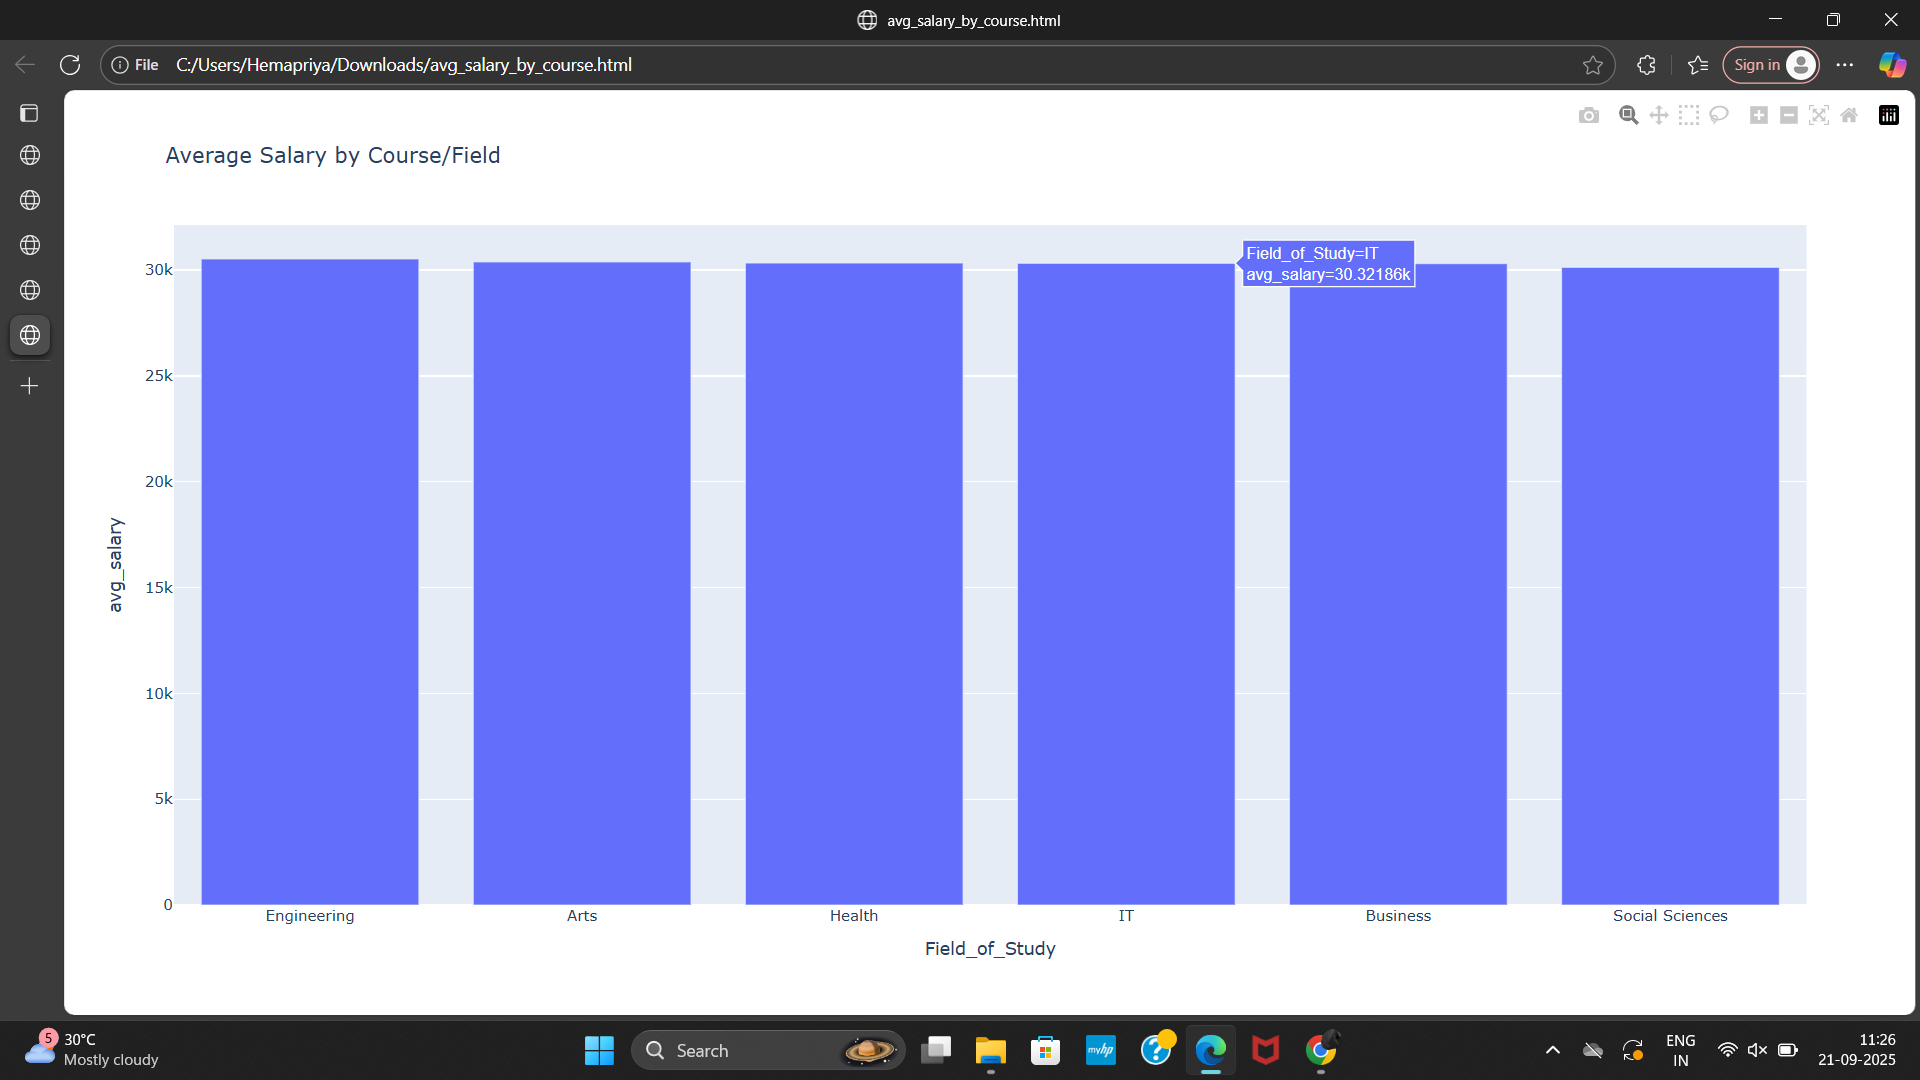 avg_salary_by_course.html
File C:/Users/Hemapriya/Downloads/avg_salary_by_course.html
Sign in
Average Salary by Course/Field
Field_of_Study=IT
avg_salary=30.32186k
30k
25k
20k
15k
10k
5k
0
avg_salary
Engineering Arts Health IT Business Social Sciences
Field_of_Study
5
30°C
Mostly cloudy
Search
myhp
?
ENG
IN
11:26
21-09-2025